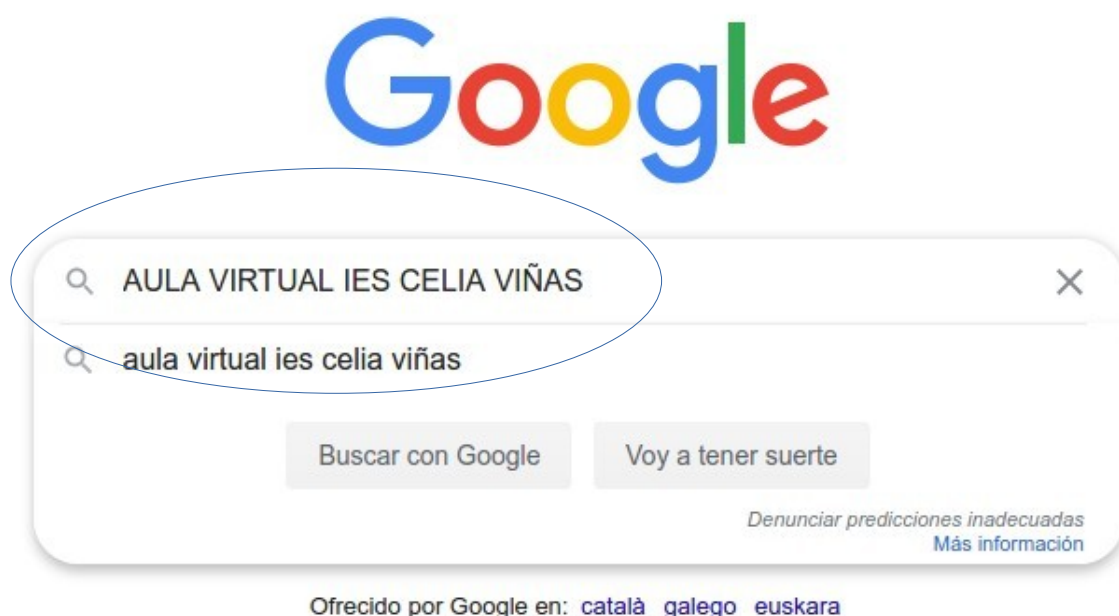 Google
AULA VIRTUAL IES CELIA VIÑAS
aula virtual ies celia viñas
Buscar con Google Voy a tener suerte
Denunciar predicciones inadecuadas
Más información
Ofrecido por Google en: català galego euskara